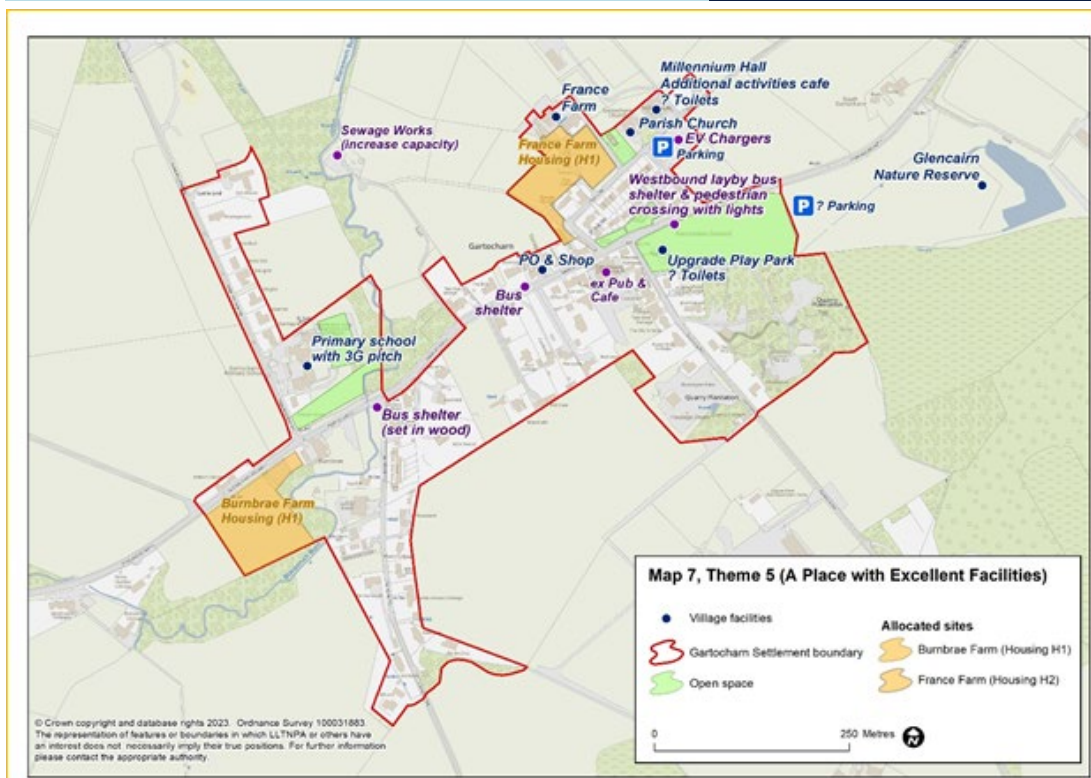 Millennium Hall
Additional activities cafe
? Toilets
France
Farm
Parish Church
EV Chargers
P
Parking
Sewage Works
(increase capacity)
France Farm
Housing (H1)
Glencairn
Nature Reserve
Westbound layby bus
shelter & pedestrian
crossing with lights
P
? Parking
Gartocharn
PO & Shop
Upgrade Play Park
? Toilets
ex Pub &
Cafe
Bus
shelter
Primary school
with 3G pitch
Quarry Plantation
Bus shelter
(set in wood)
Burnbrae Farm
Housing (H1)
Map 7, Theme 5 (A Place with Excellent Facilities)
Village facilities
Gartocharn Settlement boundary
Open space
Allocated sites
Burnbrae Farm (Housing H1)
France Farm (Housing H2)
0
250 Metres
N
© Crown copyright and database rights 2023. Ordnance Survey 100031883.
The representation of features or boundaries in which LLTNPA or others have
an interest does not necessarily imply their true positions. For further information
please contact the appropriate authority.